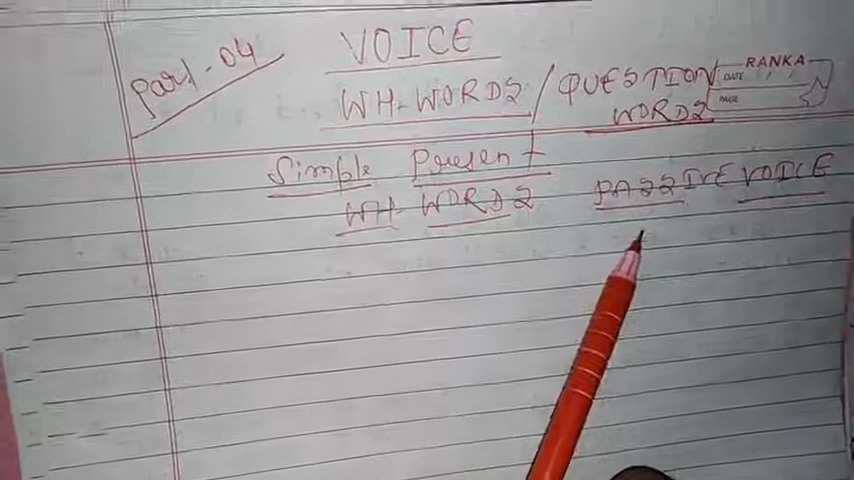 Part-04
VOICE
WH-WORDS / QUESTION WORDS
RANKA
DATE
PAGE
Simple Present
WH-WORDS PASSIVE VOICE